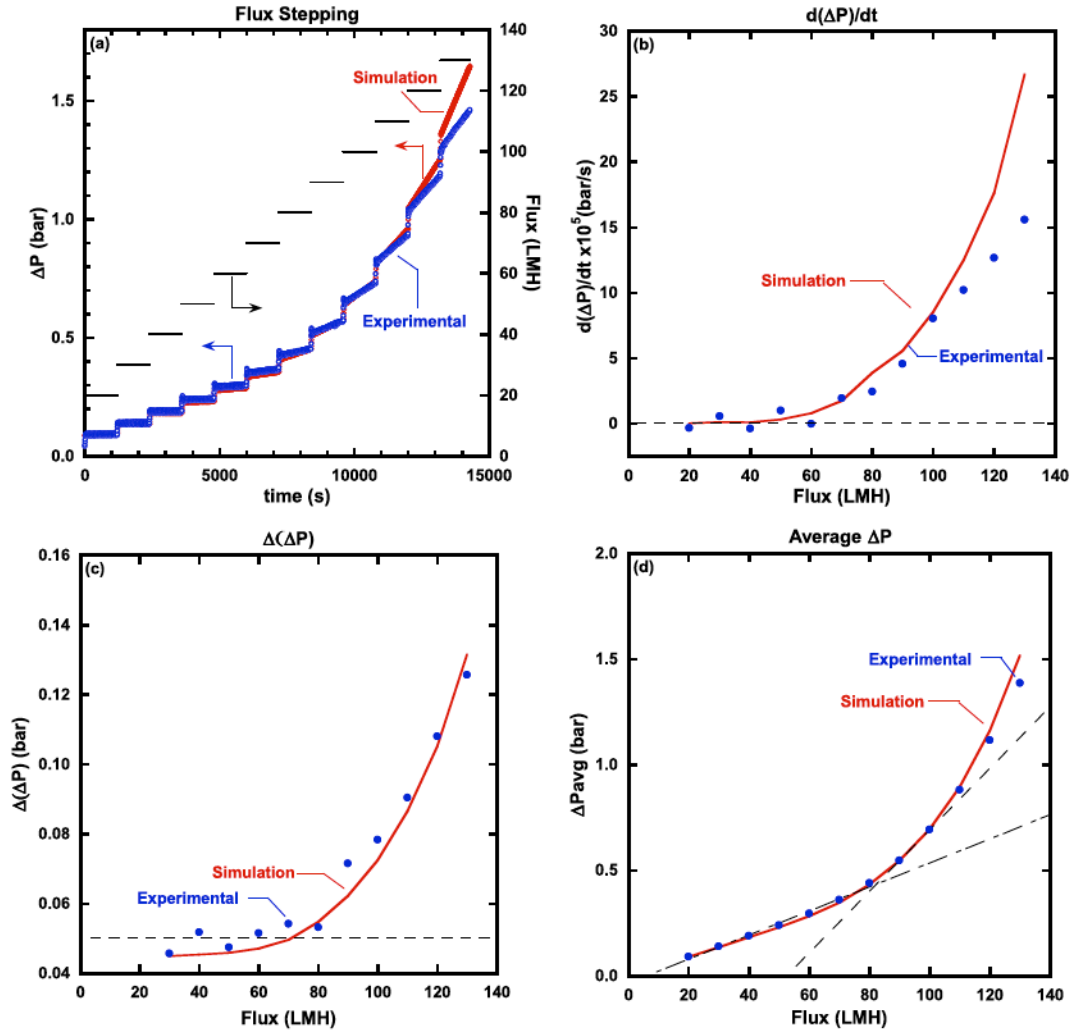 Flux Stepping
(a)
Simulation
Experimental
ΔP (bar)
0.0
0.5
1.0
1.5
0
5000
10000
15000
time (s)
0
20
40
60
80
100
120
140
Flux (LMH)
d(ΔP)/dt
(b)
Simulation
Experimental
d(ΔP)/dt x10⁵(bar/s)
30
25
20
15
10
5
0
0
20
40
60
80
100
120
140
Flux (LMH)
Δ(ΔP)
(c)
Simulation
Experimental
Δ(ΔP) (bar)
0.16
0.14
0.12
0.10
0.08
0.06
0.04
0
20
40
60
80
100
120
140
Flux (LMH)
Average ΔP
(d)
Experimental
Simulation
ΔPavg (bar)
2.0
1.5
1.0
0.5
0.0
0
20
40
60
80
100
120
140
Flux (LMH)